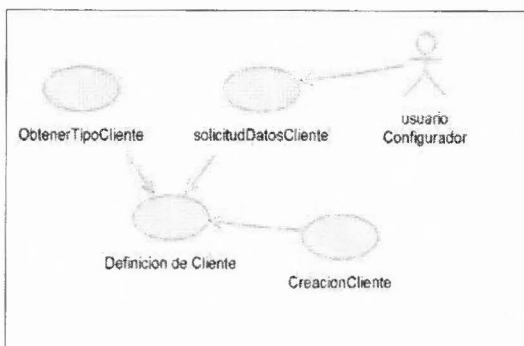 ObtenerTipoCliente
solicitudDatosCliente
usuario
Configurador
Definicion de Cliente
CreacionCliente